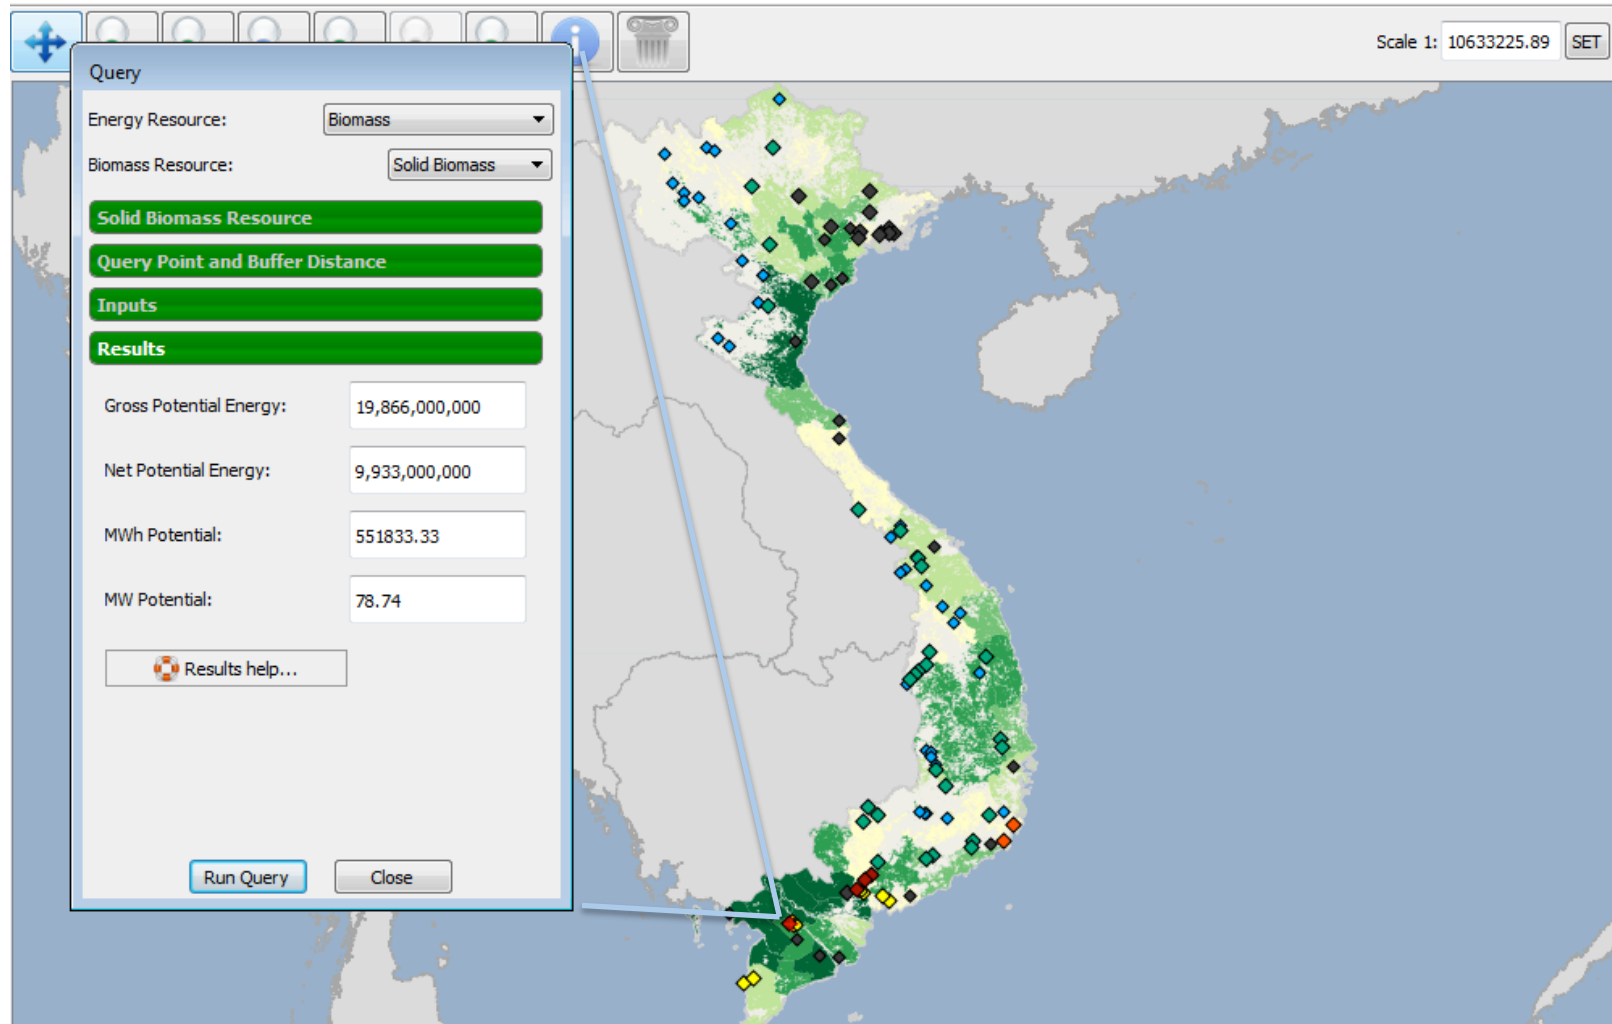 Scale 1: 10633225.89 SET
Query
Energy Resource: Biomass
Biomass Resource: Solid Biomass
Solid Biomass Resource
Query Point and Buffer Distance
Inputs
Results
Gross Potential Energy: 19,866,000,000
Net Potential Energy: 9,933,000,000
MWh Potential: 551833.33
MW Potential: 78.74
Results help...
Run Query Close